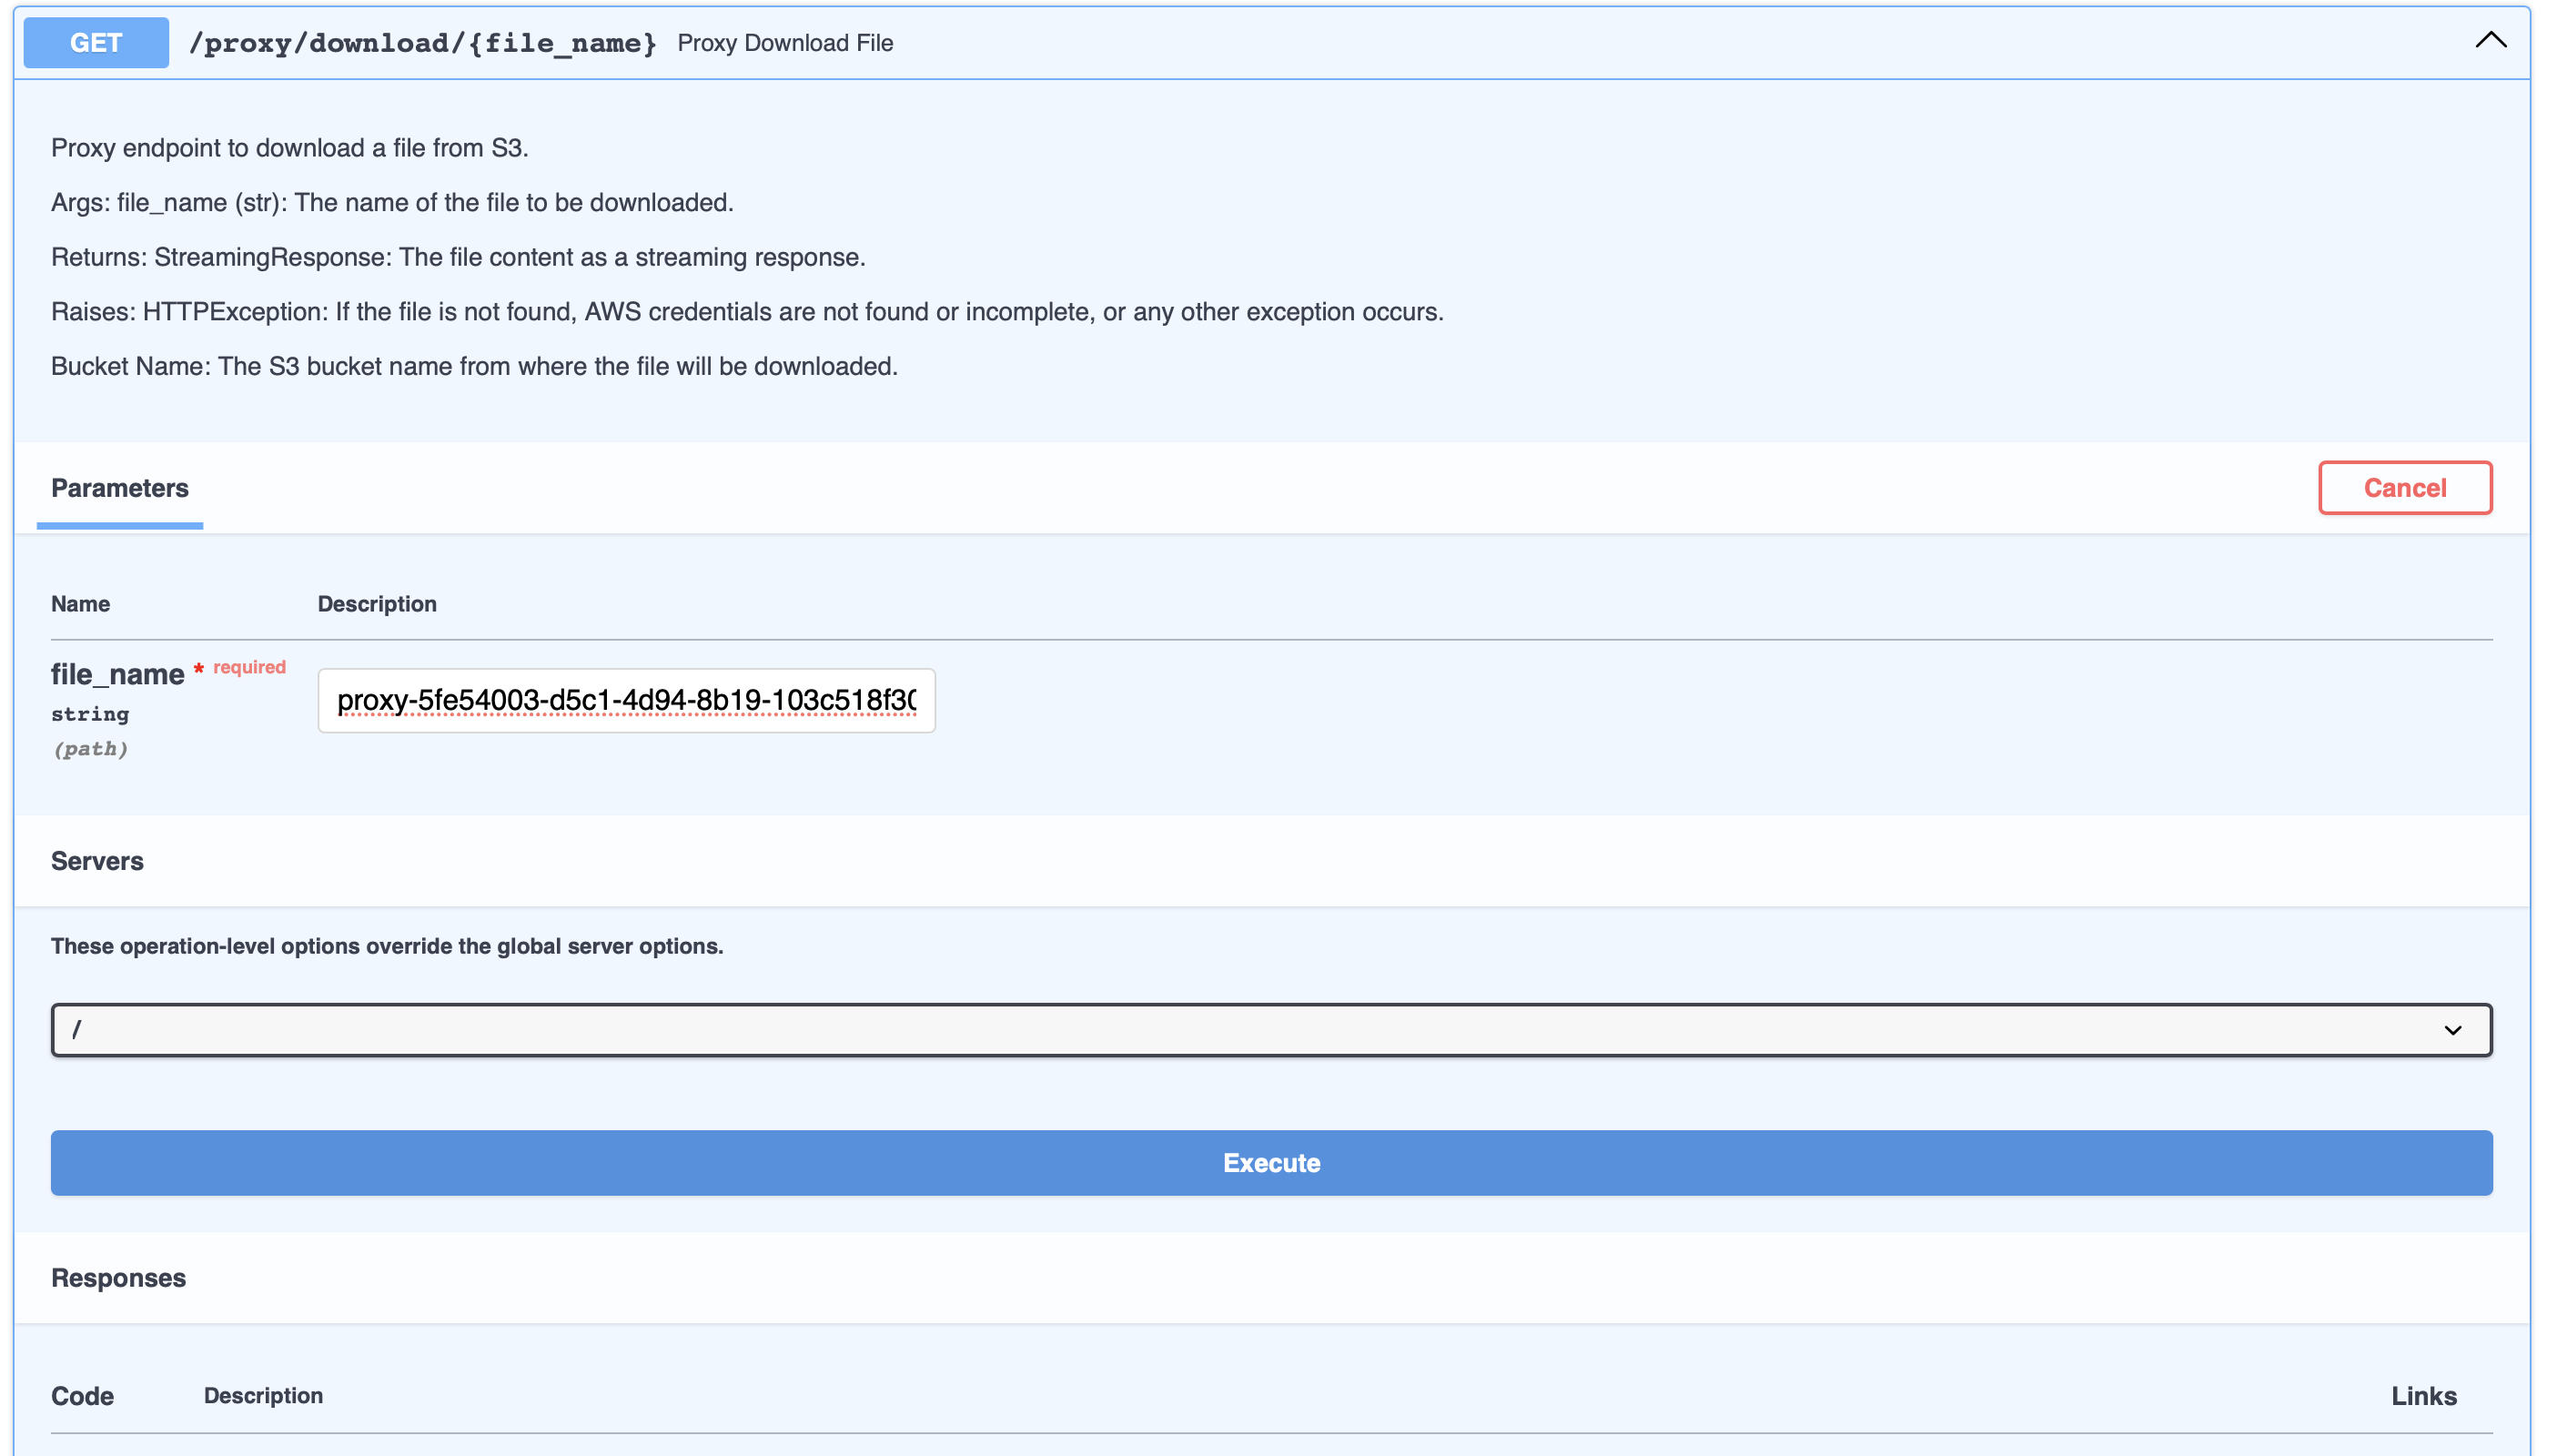 GET /proxy/download/{file_name} Proxy Download File
Proxy endpoint to download a file from S3.
Args: file_name (str): The name of the file to be downloaded.
Returns: StreamingResponse: The file content as a streaming response.
Raises: HTTPException: If the file is not found, AWS credentials are not found or incomplete, or any other exception occurs.
Bucket Name: The S3 bucket name from where the file will be downloaded.
Parameters Cancel
Name Description
file_name * required
string
(path)
proxy-5fe54003-d5c1-4d94-8b19-103c518f3
Servers
These operation-level options override the global server options.
/
Execute
Responses
Code Description Links